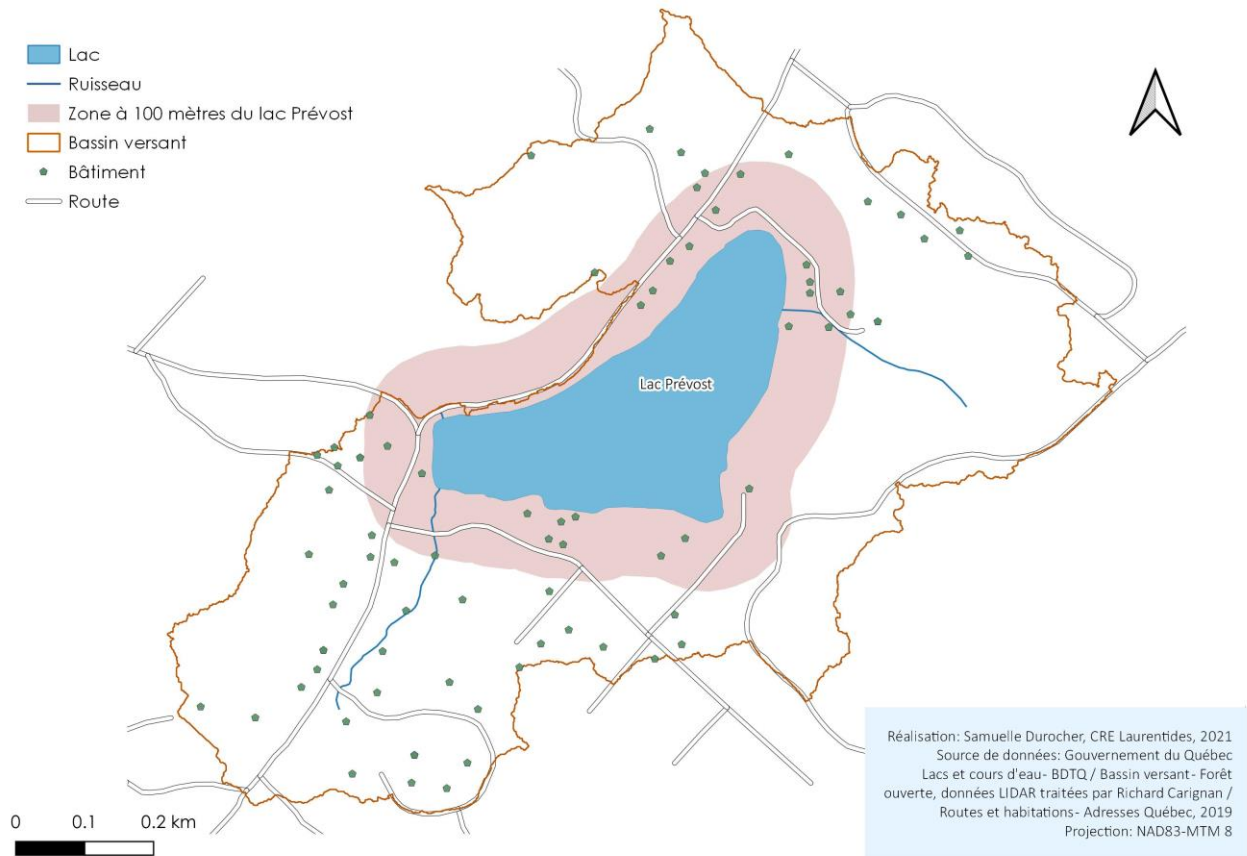 Lac
Ruisseau
Zone à 100 mètres du lac Prévost
Bassin versant
Bâtiment
Route
Lac Prévost
0 0.1 0.2 km
Réalisation: Samuelle Durocher, CRE Laurentides, 2021
Source de données: Gouvernement du Québec
Lacs et cours d'eau- BDTQ / Bassin versant- Forêt
ouverte, données LIDAR traitées par Richard Carignan /
Routes et habitations- Adresses Québec, 2019
Projection: NAD83-MTM 8